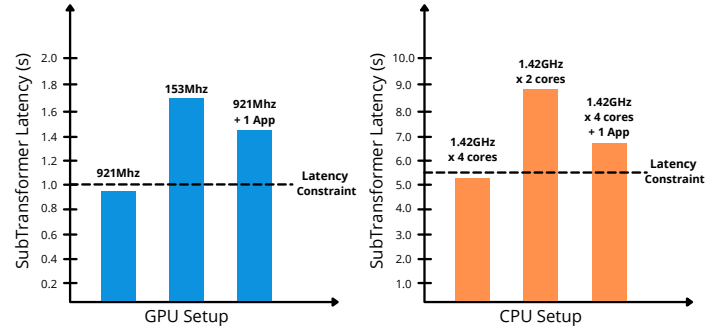 SubTransformer Latency (s)
2.0
1.8
1.6
1.4
1.2
1.0
0.8
0.6
0.4
0.2
921Mhz
153Mhz
921Mhz
+ 1 App
Latency
Constraint
GPU Setup
SubTransformer Latency (s)
10.0
9.0
8.0
7.0
6.0
5.0
4.0
3.0
2.0
1.0
1.42GHz
x 4 cores
1.42GHz
x 2 cores
1.42GHz
x 4 cores
+ 1 App
Latency
Constraint
CPU Setup